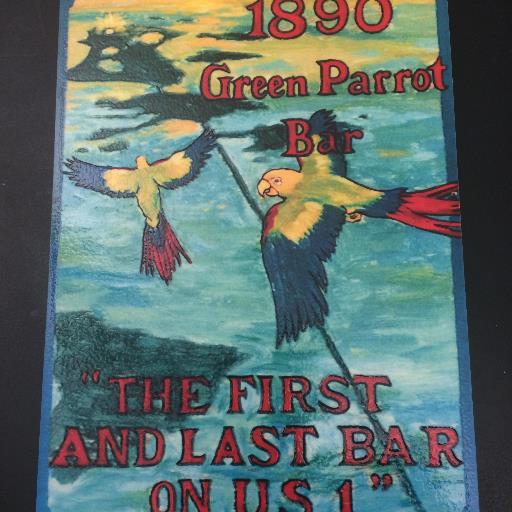 1890
Green Parrot
Bar
"THE FIRST
AND LAST BAR
ON US 1"